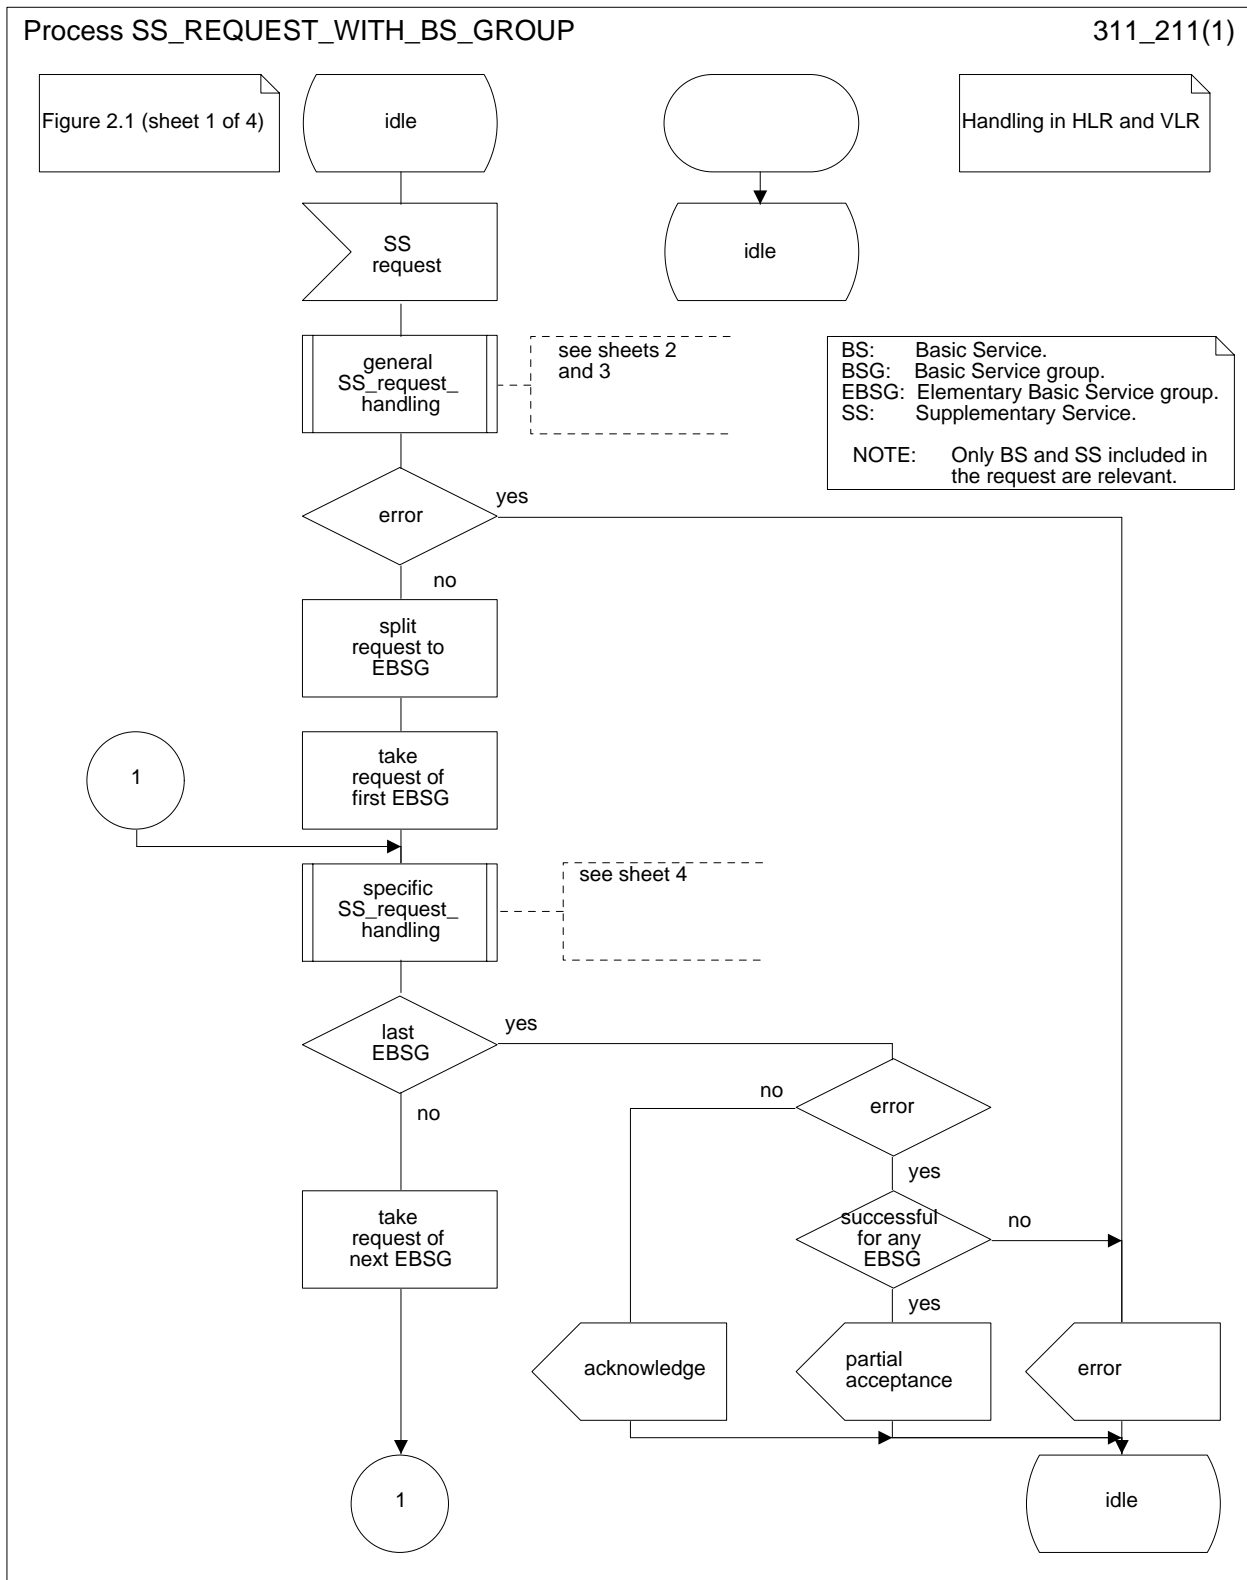 Process SS_REQUEST_WITH_BS_GROUP
311_211(1)
Figure 2.1 (sheet 1 of 4)
idle
Handling in HLR and VLR
SS
request
idle
general
SS_request_
handling
see sheets 2
and 3
BS: Basic Service.
BSG: Basic Service group.
EBSG: Elementary Basic Service group.
SS: Supplementary Service.
NOTE: Only BS and SS included in
the request are relevant.
error
yes
no
split
request to
EBSG
take
request of
first EBSG
1
specific
SS_request_
handling
see sheet 4
last
EBSG
yes
no
error
no
yes
take
request of
next EBSG
successful
for any
EBSG
no
yes
acknowledge
partial
acceptance
error
1
idle